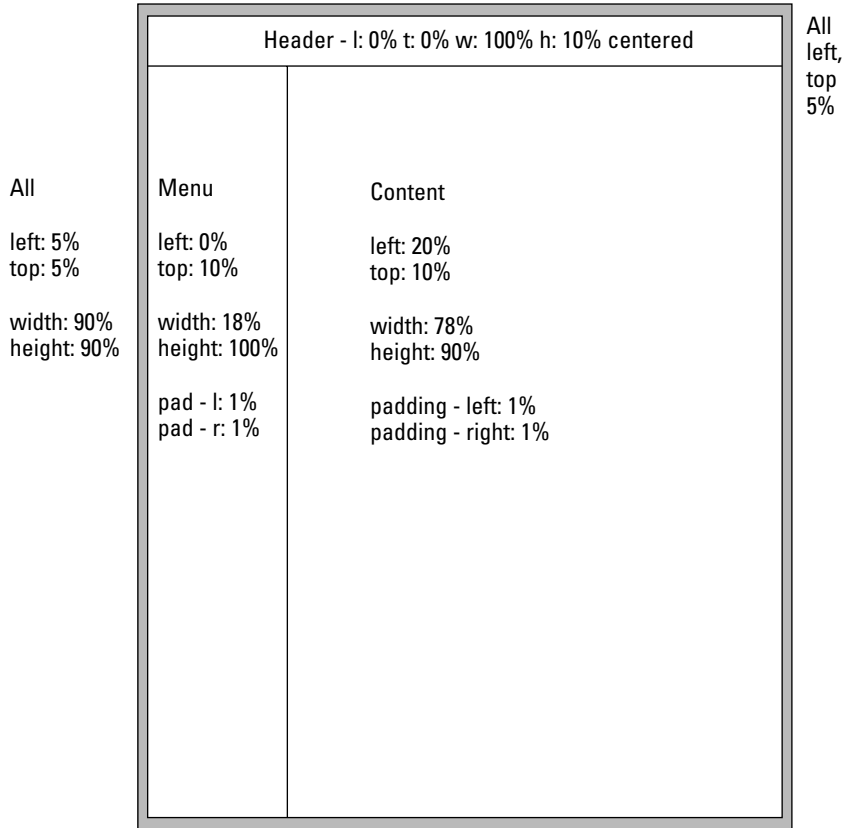 Header - l: 0% t: 0% w: 100% h: 10% centered
All
left,
top
5%
All
left: 5%
top: 5%
width: 90%
height: 90%
Menu
left: 0%
top: 10%
width: 18%
height: 100%
pad - l: 1%
pad - r: 1%
Content
left: 20%
top: 10%
width: 78%
height: 90%
padding - left: 1%
padding - right: 1%